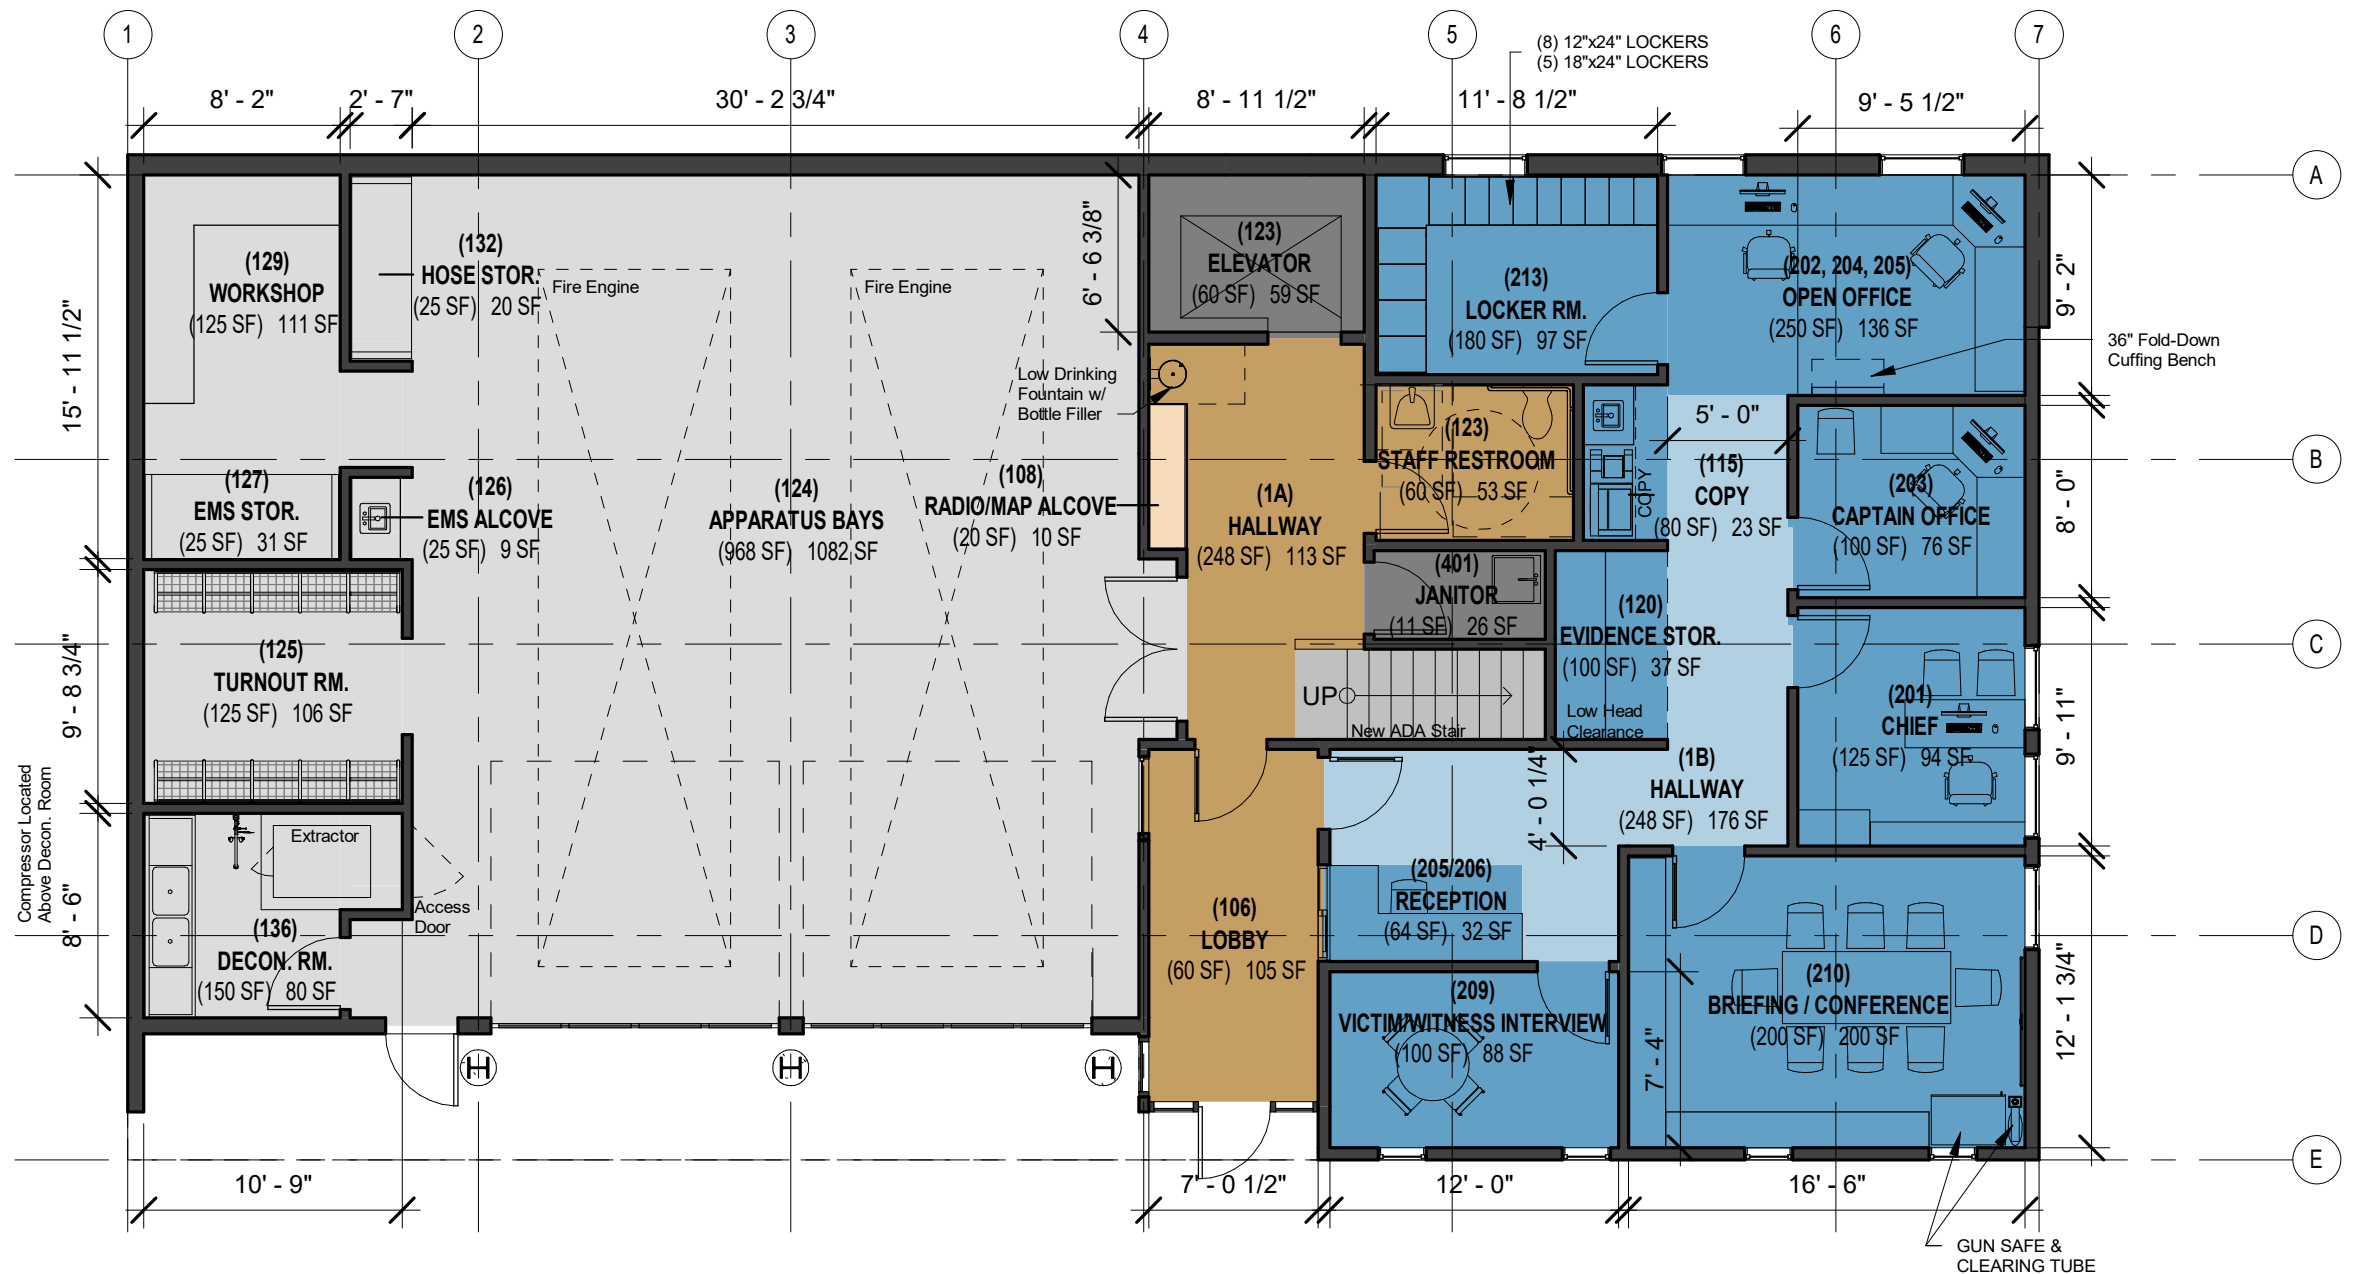 1
2
3
4
5
6
7
(8) 12"x24" LOCKERS
(5) 18"x24" LOCKERS
8' - 2"
2' - 7"
30' - 2 3/4"
8' - 11 1/2"
11' - 8 1/2"
9' - 5 1/2"
A
B
C
D
E
15' - 11 1/2"
9' - 8 3/4"
8' - 6"
Compressor Located
Above Decon. Room
(129)
WORKSHOP
(125 SF) 111 SF
(132)
HOSE STOR.
(25 SF) 20 SF
Fire Engine
Fire Engine
6' - 6 3/8"
(123)
ELEVATOR
(60 SF) 59 SF
(213)
LOCKER RM.
(180 SF) 97 SF
(202, 204, 205)
OPEN OFFICE
(250 SF) 136 SF
9' - 2"
36" Fold-Down
Cuffing Bench
Low Drinking
Fountain w/
Bottle Filler
(127)
EMS STOR.
(25 SF) 31 SF
(126)
EMS ALCOVE
(25 SF) 9 SF
(124)
APPARATUS BAYS
(968 SF) 1082 SF
(108)
RADIO/MAP ALCOVE
(20 SF) 10 SF
(1A)
HALLWAY
(248 SF) 113 SF
(123)
STAFF RESTROOM
(60 SF) 53 SF
COPY
5' - 0"
(115)
COPY
(80 SF) 23 SF
(203)
CAPTAIN OFFICE
(100 SF) 76 SF
8' - 0"
(401)
JANITOR
(11 SF) 26 SF
(120)
EVIDENCE STOR.
(100 SF) 37 SF
Low Head
Clearance
UP
New ADA Stair
(125)
TURNOUT RM.
(125 SF) 106 SF
(201)
CHIEF
(125 SF) 94 SF
9' - 11"
(1B)
HALLWAY
(248 SF) 176 SF
4' - 0 1/4"
Extractor
Access
Door
(136)
DECON. RM.
(150 SF) 80 SF
(106)
LOBBY
(60 SF) 105 SF
(205/206)
RECEPTION
(64 SF) 32 SF
(209)
VICTIM/WITNESS INTERVIEW
(100 SF) 88 SF
7' - 4"
(210)
BRIEFING / CONFERENCE
(200 SF) 200 SF
12' - 1 3/4"
H
H
H
10' - 9"
7' - 0 1/2"
12' - 0"
16' - 6"
GUN SAFE &
CLEARING TUBE